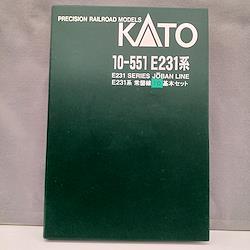 PRECISION RAILROAD MODELS
KATO
10-551 E231系
E231 SERIES JŌBAN LINE
E231系 常磐線 基本セット